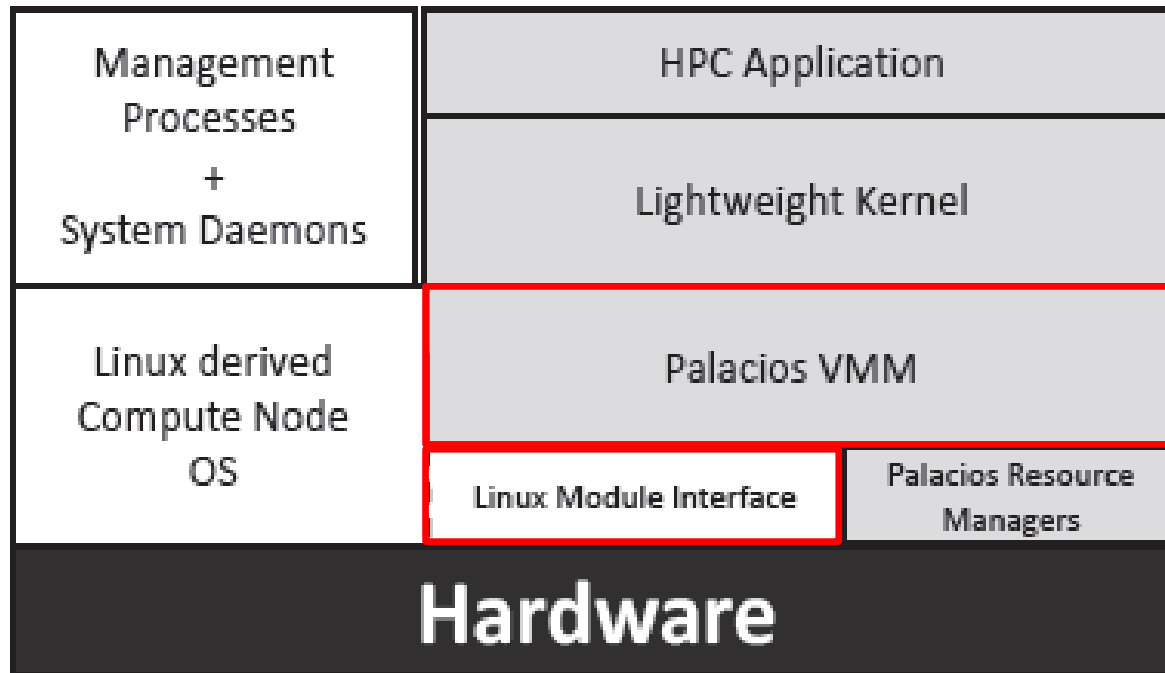 Management
Processes
+
System Daemons
HPC Application
Lightweight Kernel
Linux derived
Compute Node
OS
Palacios VMM
Linux Module Interface
Palacios Resource
Managers
Hardware